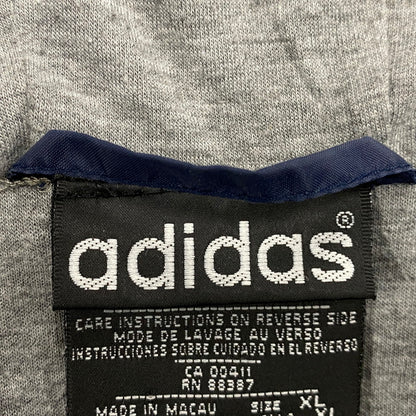 adidas®
CARE INSTRUCTIONS ON REVERSE SIDE
MODE DE LAVAGE AU VERSO
INSTRUCCIONES SOBRE CUIDADO EN EL REVERSO
CA 00411
RN 88387
MADE IN MACAU SIZE XL
XL